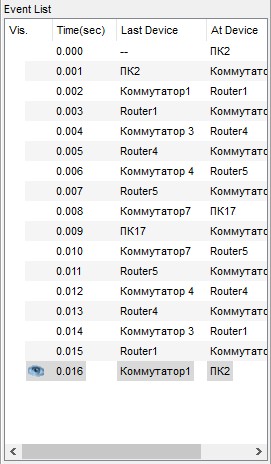 Event List
Vis. Time(sec) Last Device At Device
0.000 -- ПК2
0.001 ПК2 Коммутато
0.002 Коммутатор1 Router1
0.003 Router1 Коммутато
0.004 Коммутатор 3 Router4
0.005 Router4 Коммутато
0.006 Коммутатор 4 Router5
0.007 Router5 Коммутато
0.008 Коммутатор7 ПК17
0.009 ПК17 Коммутато
0.010 Коммутатор7 Router5
0.011 Router5 Коммутато
0.012 Коммутатор 4 Router4
0.013 Router4 Коммутато
0.014 Коммутатор 3 Router1
0.015 Router1 Коммутато
0.016 Коммутатор1 ПК2